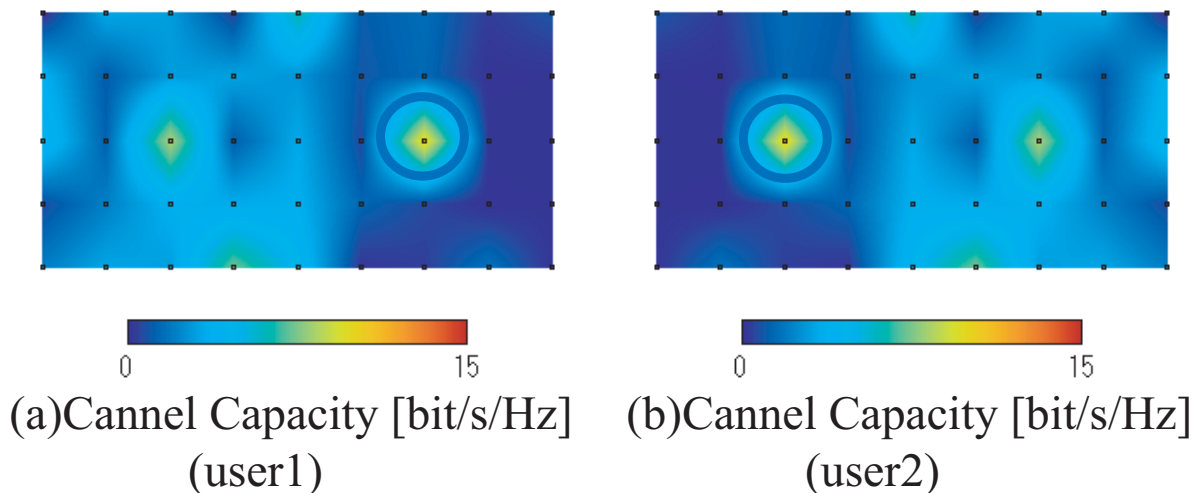 0 15
(a)Cannel Capacity [bit/s/Hz]
(user1)
0 15
(b)Cannel Capacity [bit/s/Hz]
(user2)